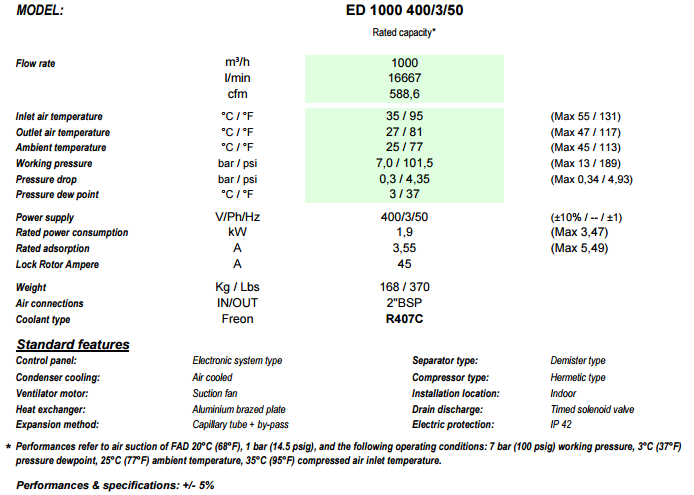 MODEL: ED 1000 400/3/50
Rated capacity*
Flow rate m³/h 1000
l/min 16667
cfm 588,6
Inlet air temperature °C / °F 35 / 95 (Max 55 / 131)
Outlet air temperature °C / °F 27 / 81 (Max 47 / 117)
Ambient temperature °C / °F 25 / 77 (Max 45 / 113)
Working pressure bar / psi 7,0 / 101,5 (Max 13 / 189)
Pressure drop bar / psi 0,3 / 4,35 (Max 0,34 / 4,93)
Pressure dew point °C / °F 3 / 37
Power supply V/Ph/Hz 400/3/50 (±10% / -- / ±1)
Rated power consumption kW 1,9 (Max 3,47)
Rated adsorption A 3,55 (Max 5,49)
Lock Rotor Ampere A 45
Weight Kg / Lbs 168 / 370
Air connections IN/OUT 2"BSP
Coolant type Freon R407C
Standard features
Control panel: Electronic system type Separator type: Demister type
Condenser cooling: Air cooled Compressor type: Hermetic type
Ventilator motor: Suction fan Installation location: Indoor
Heat exchanger: Aluminium brazed plate Drain discharge: Timed solenoid valve
Expansion method: Capillary tube + by-pass Electric protection: IP 42
* Performances refer to air suction of FAD 20°C (68°F), 1 bar (14.5 psig), and the following operating conditions: 7 bar (100 psig) working pressure, 3°C (37°F)
pressure dewpoint, 25°C (77°F) ambient temperature, 35°C (95°F) compressed air inlet temperature.
Performances & specifications: +/- 5%